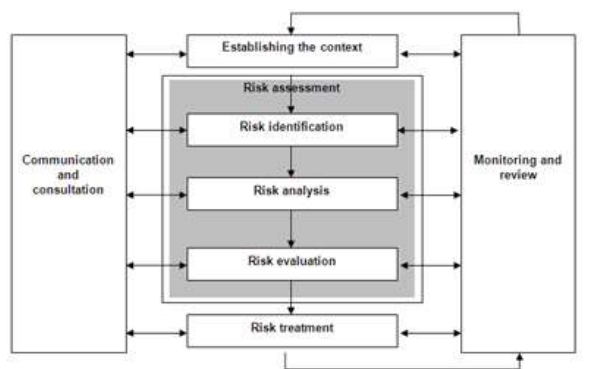 Establishing the context
Risk assessment
Risk identification
Communication
and
consultation
Monitoring and
review
Risk analysis
Risk evaluation
Risk treatment